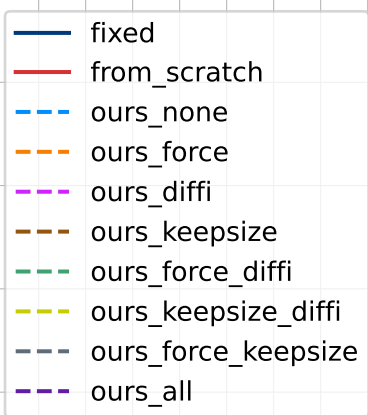 fixed
from_scratch
ours_none
ours_force
ours_diffi
ours_keepsize
ours_force_diffi
ours_keepsize_diffi
ours_force_keepsize
ours_all